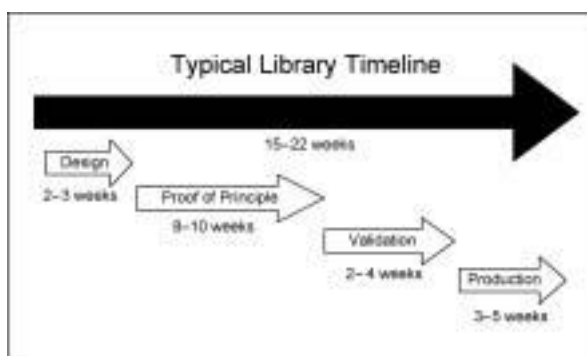 Typical Library Timeline
15–22 weeks
Design
2–3 weeks
Proof of Principle
8–10 weeks
Validation
2–4 weeks
Production
3–5 weeks